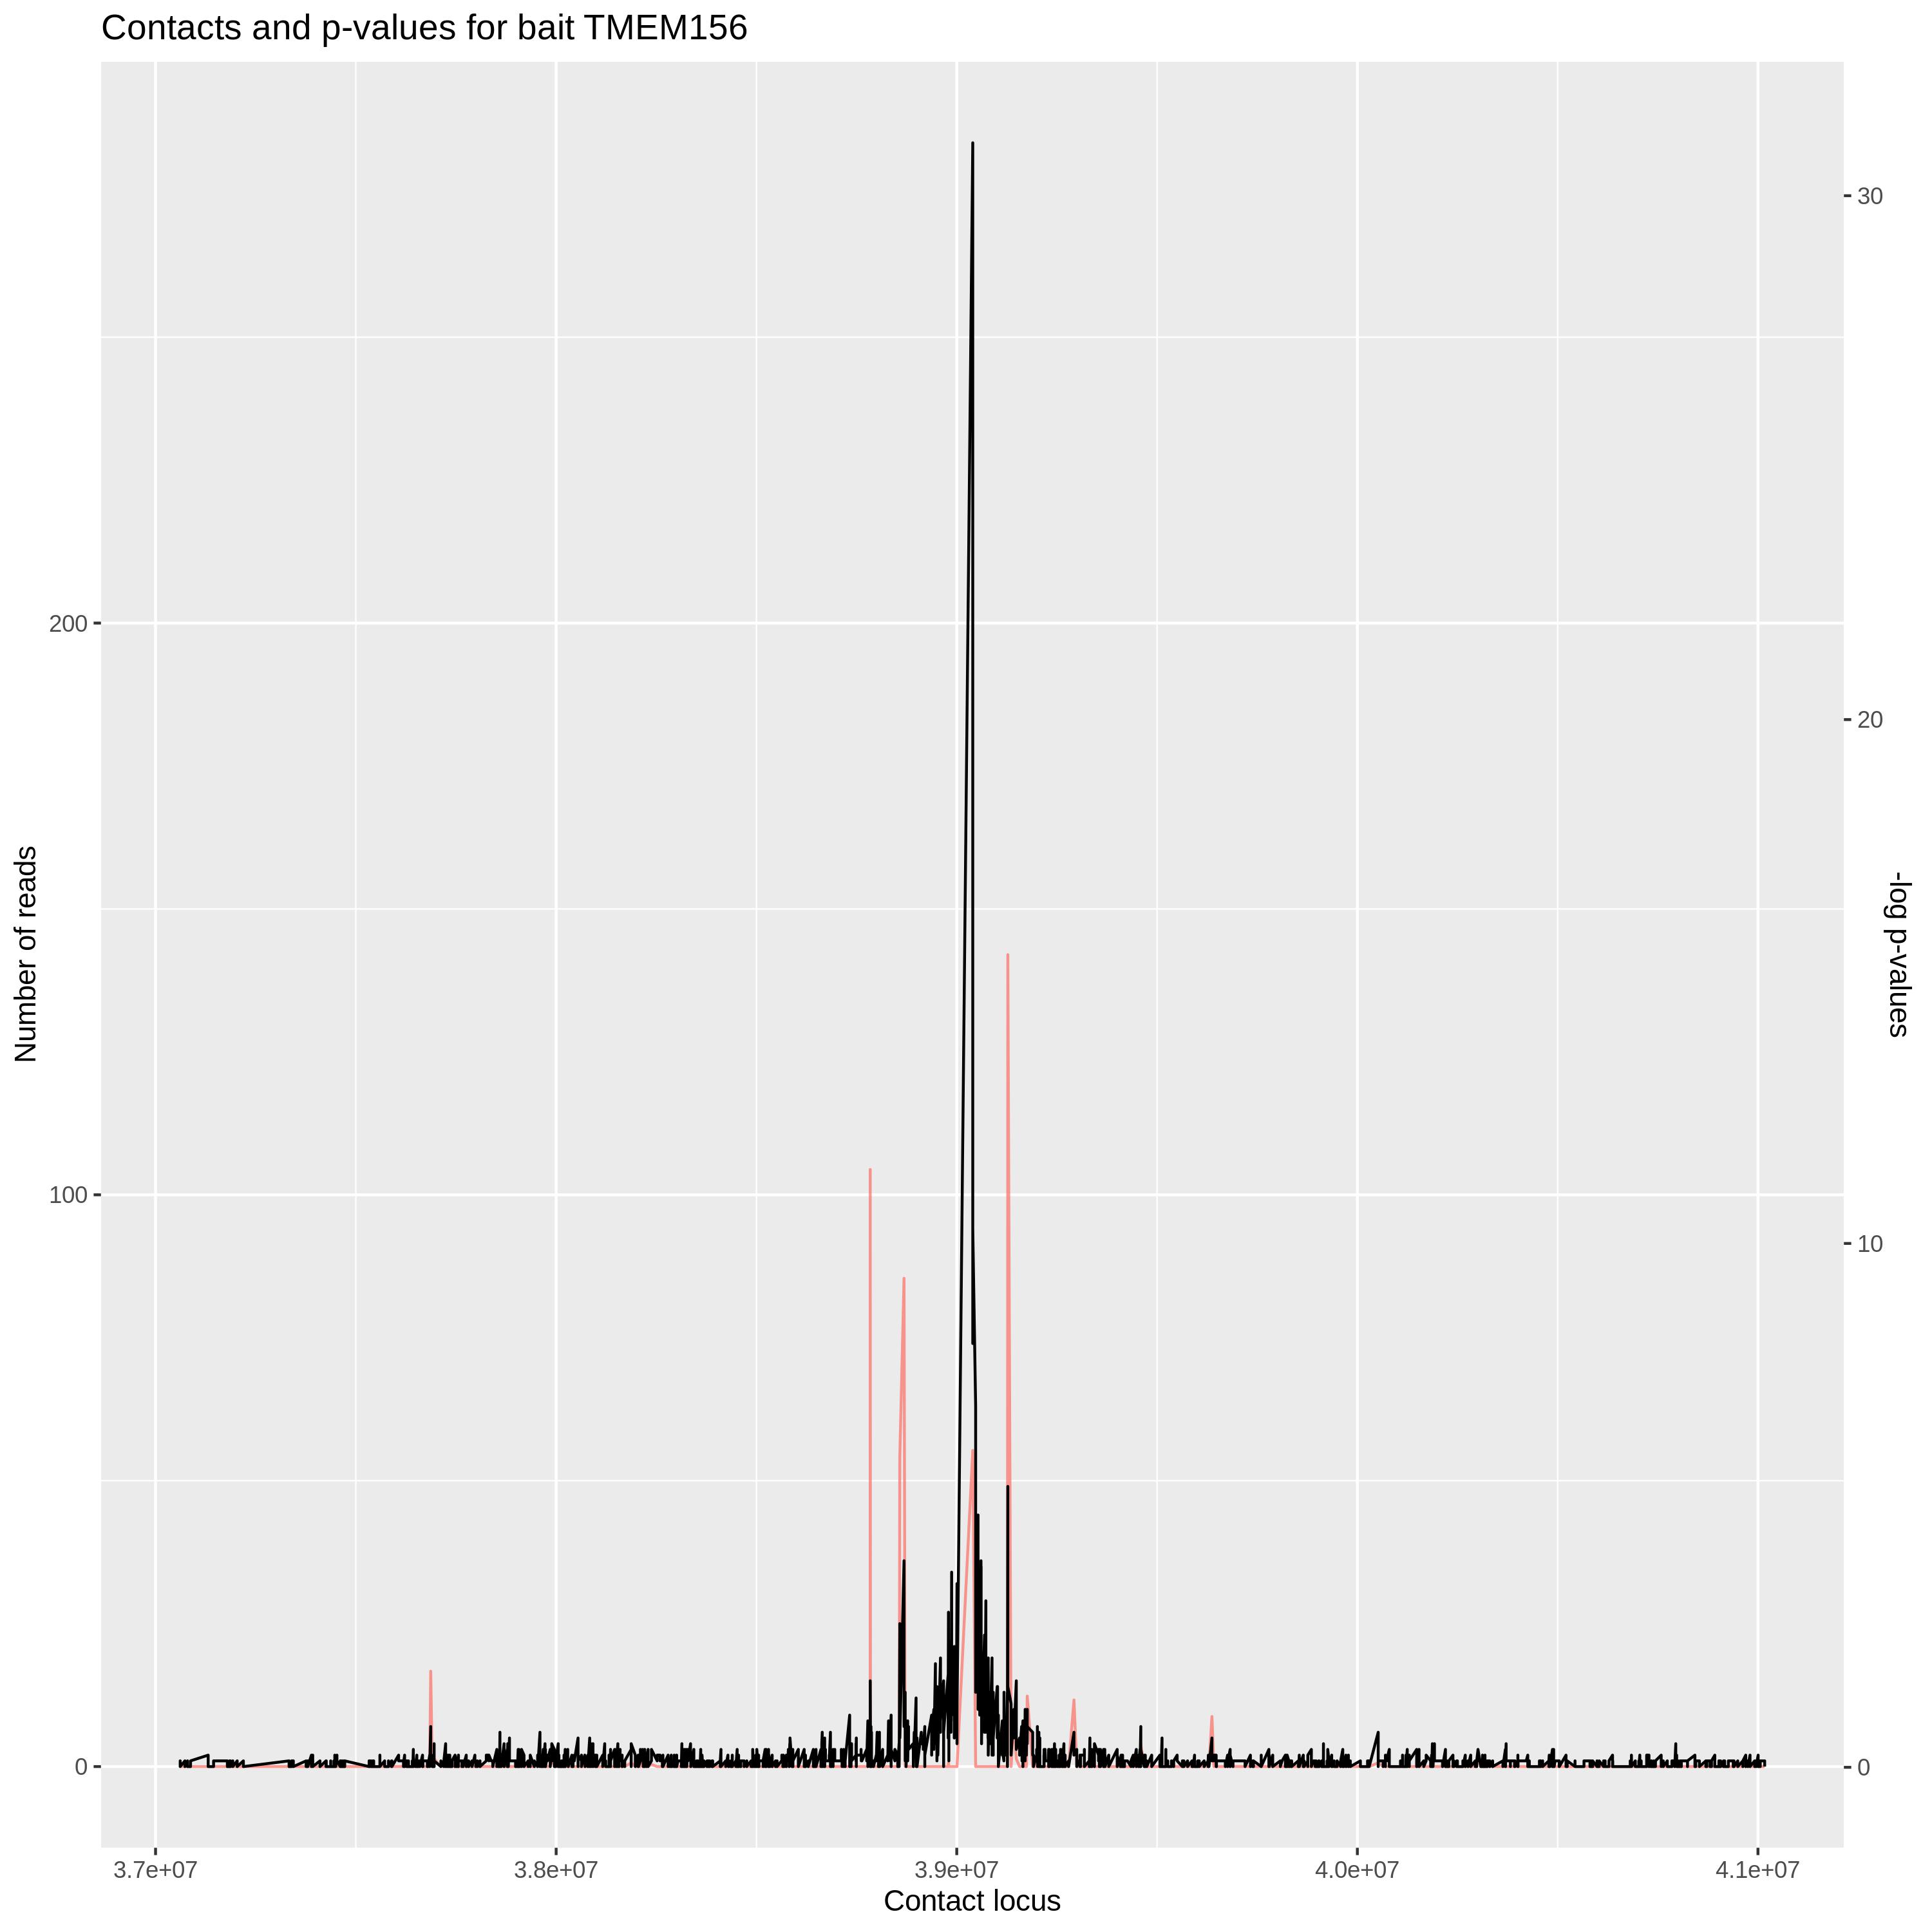 Contacts and p-values for bait TMEM156
Number of reads
200
100
0
30
20
10
0
-log p-values
3.7e+07
3.8e+07
3.9e+07
4.0e+07
4.1e+07
Contact locus